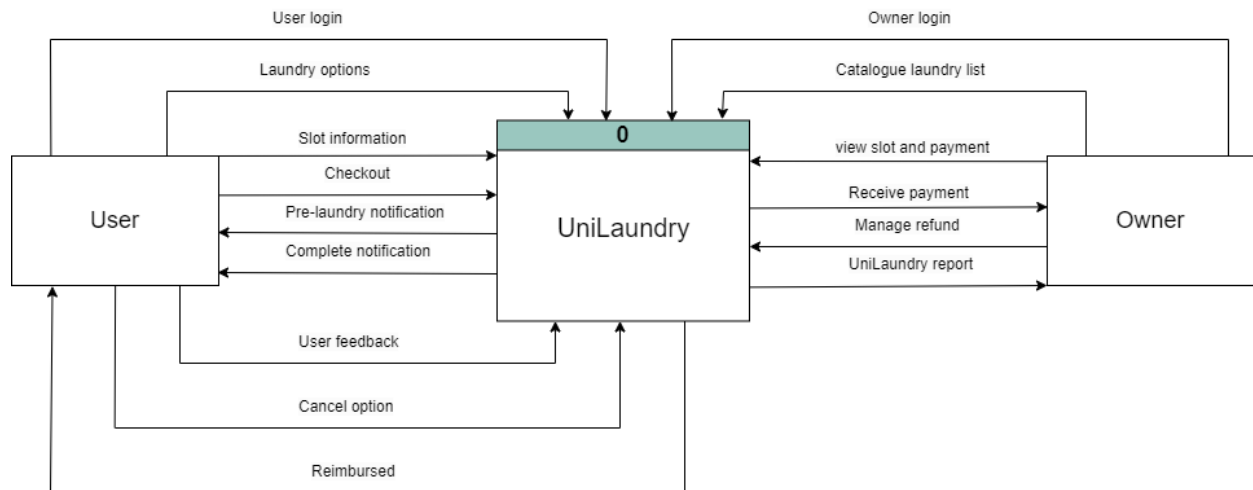 User login
Owner login
Laundry options
Catalogue laundry list
0
Slot information
view slot and payment
Checkout
Receive payment
Pre-laundry notification
User
UniLaundry
Manage refund
Owner
Complete notification
UniLaundry report
User feedback
Cancel option
Reimbursed